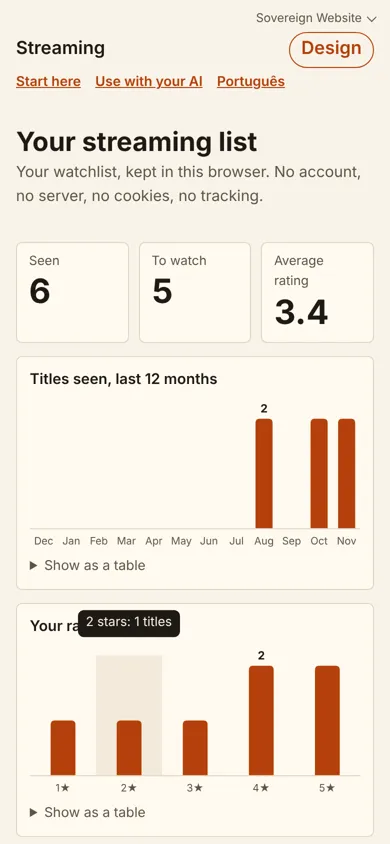 Sovereign Website
Streaming
Design
Start here Use with your AI Português
Your streaming list
Your watchlist, kept in this browser. No account,
no server, no cookies, no tracking.
Seen
6
To watch
5
Average
rating
3.4
Titles seen, last 12 months
2
Dec Jan Feb Mar Apr May Jun Jul Aug Sep Oct Nov
Show as a table
Your ra
2 stars: 1 titles
2
1★ 2★ 3★ 4★ 5★
Show as a table